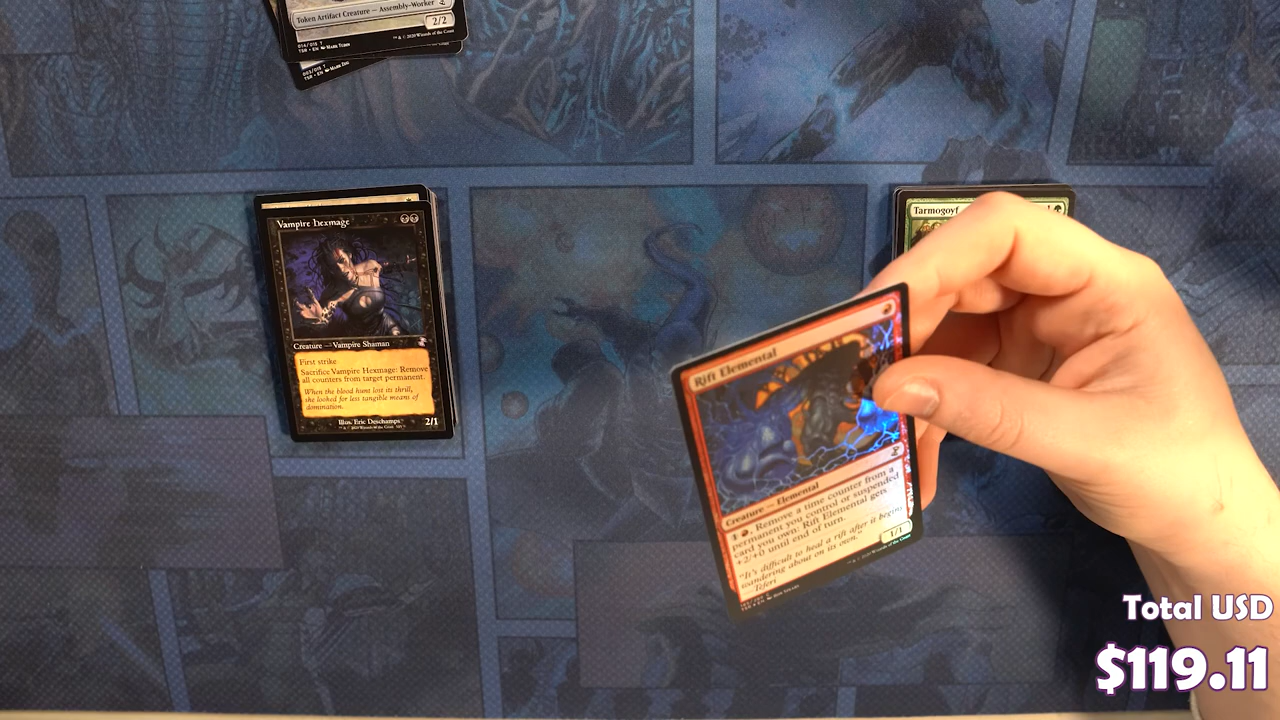 Token Artifact Creature — Assembly-Worker
2/2
Vampire Hexmage
Creature — Vampire Shaman
First strike
Sacrifice Vampire Hexmage: Remove
all counters from target permanent.
When the blood hunt lost its thrill,
she looked for less tangible means of
domination.
Illus. Eric Deschamps
2/1
Tarmogoyf
Rift Elemental
Creature — Elemental
Remove a time counter from a
permanent you control or suspended
card you own: Rift Elemental gets
+2/+0 until end of turn.
"It's difficult to heal a rift after it begins
wandering about on its own."
—Teferi
1/1
Total USD
$119.11